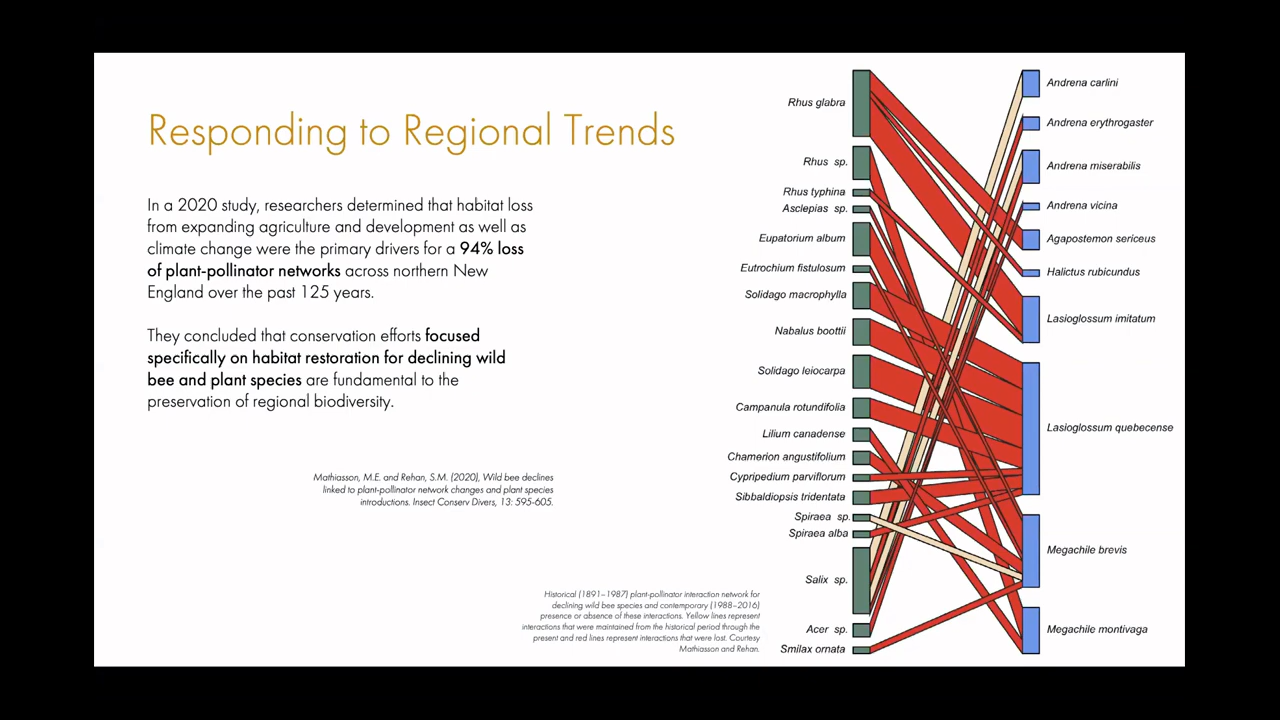 Responding to Regional Trends
In a 2020 study, researchers determined that habitat loss
from expanding agriculture and development as well as
climate change were the primary drivers for a 94% loss
of plant-pollinator networks across northern New
England over the past 125 years.
They concluded that conservation efforts focused
specifically on habitat restoration for declining wild
bee and plant species are fundamental to the
preservation of regional biodiversity.
Mathiasson, M.E. and Rehan, S.M. (2020), Wild bee declines
linked to plant-pollinator network changes and plant species
introductions. Insect Conserv Divers, 13: 595-605.
Historical (1891–1987) plant-pollinator interaction network for
declining wild bee species and contemporary (1988–2016)
presence or absence of these interactions. Yellow lines represent
interactions that were maintained from the historical period through the
present and red lines represent interactions that were lost. Courtesy
Mathiasson and Rehan.
Rhus glabra
Rhus sp.
Rhus typhina
Asclepias sp.
Eupatorium album
Eutrochium fistulosum
Solidago macrophylla
Nabalus boottii
Solidago leiocarpa
Campanula rotundifolia
Lilium canadense
Chamerion angustifolium
Cypripedium parviflorum
Sibbaldiopsis tridentata
Spiraea sp.
Spiraea alba
Salix sp.
Acer sp.
Smilax ornata
Andrena carlini
Andrena erythrogaster
Andrena miserabilis
Andrena vicina
Agapostemon sericeus
Halictus rubicundus
Lasioglossum imitatum
Lasioglossum quebecense
Megachile brevis
Megachile montivaga